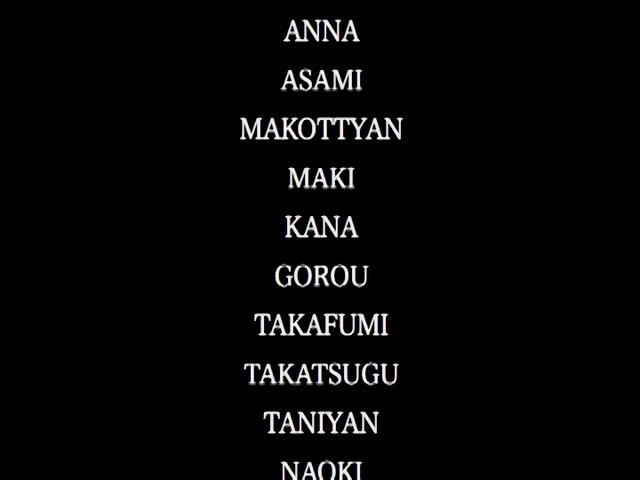 ANNA
ASAMI
MAKOTTYAN
MAKI
KANA
GOROU
TAKAFUMI
TAKATSUGU
TANIYAN
NAOKI